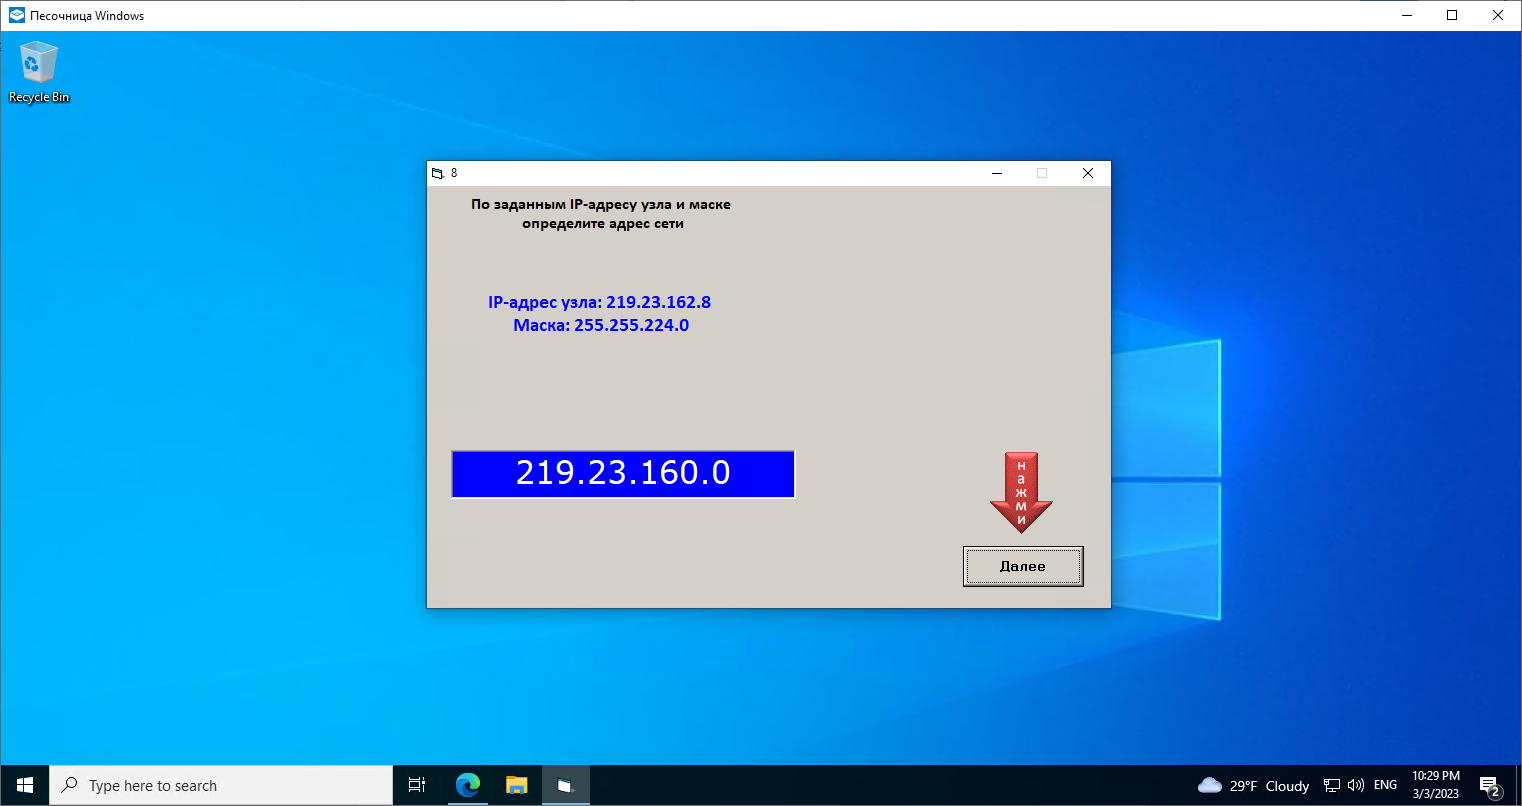 Песочница Windows
Recycle Bin
8
По заданным IP-адресу узла и маске
определите адрес сети
IP-адрес узла: 219.23.162.8
Маска: 255.255.224.0
219.23.160.0
н
а
ж
м
и
Далее
Type here to search
29°F Cloudy
ENG
10:29 PM
3/3/2023
2